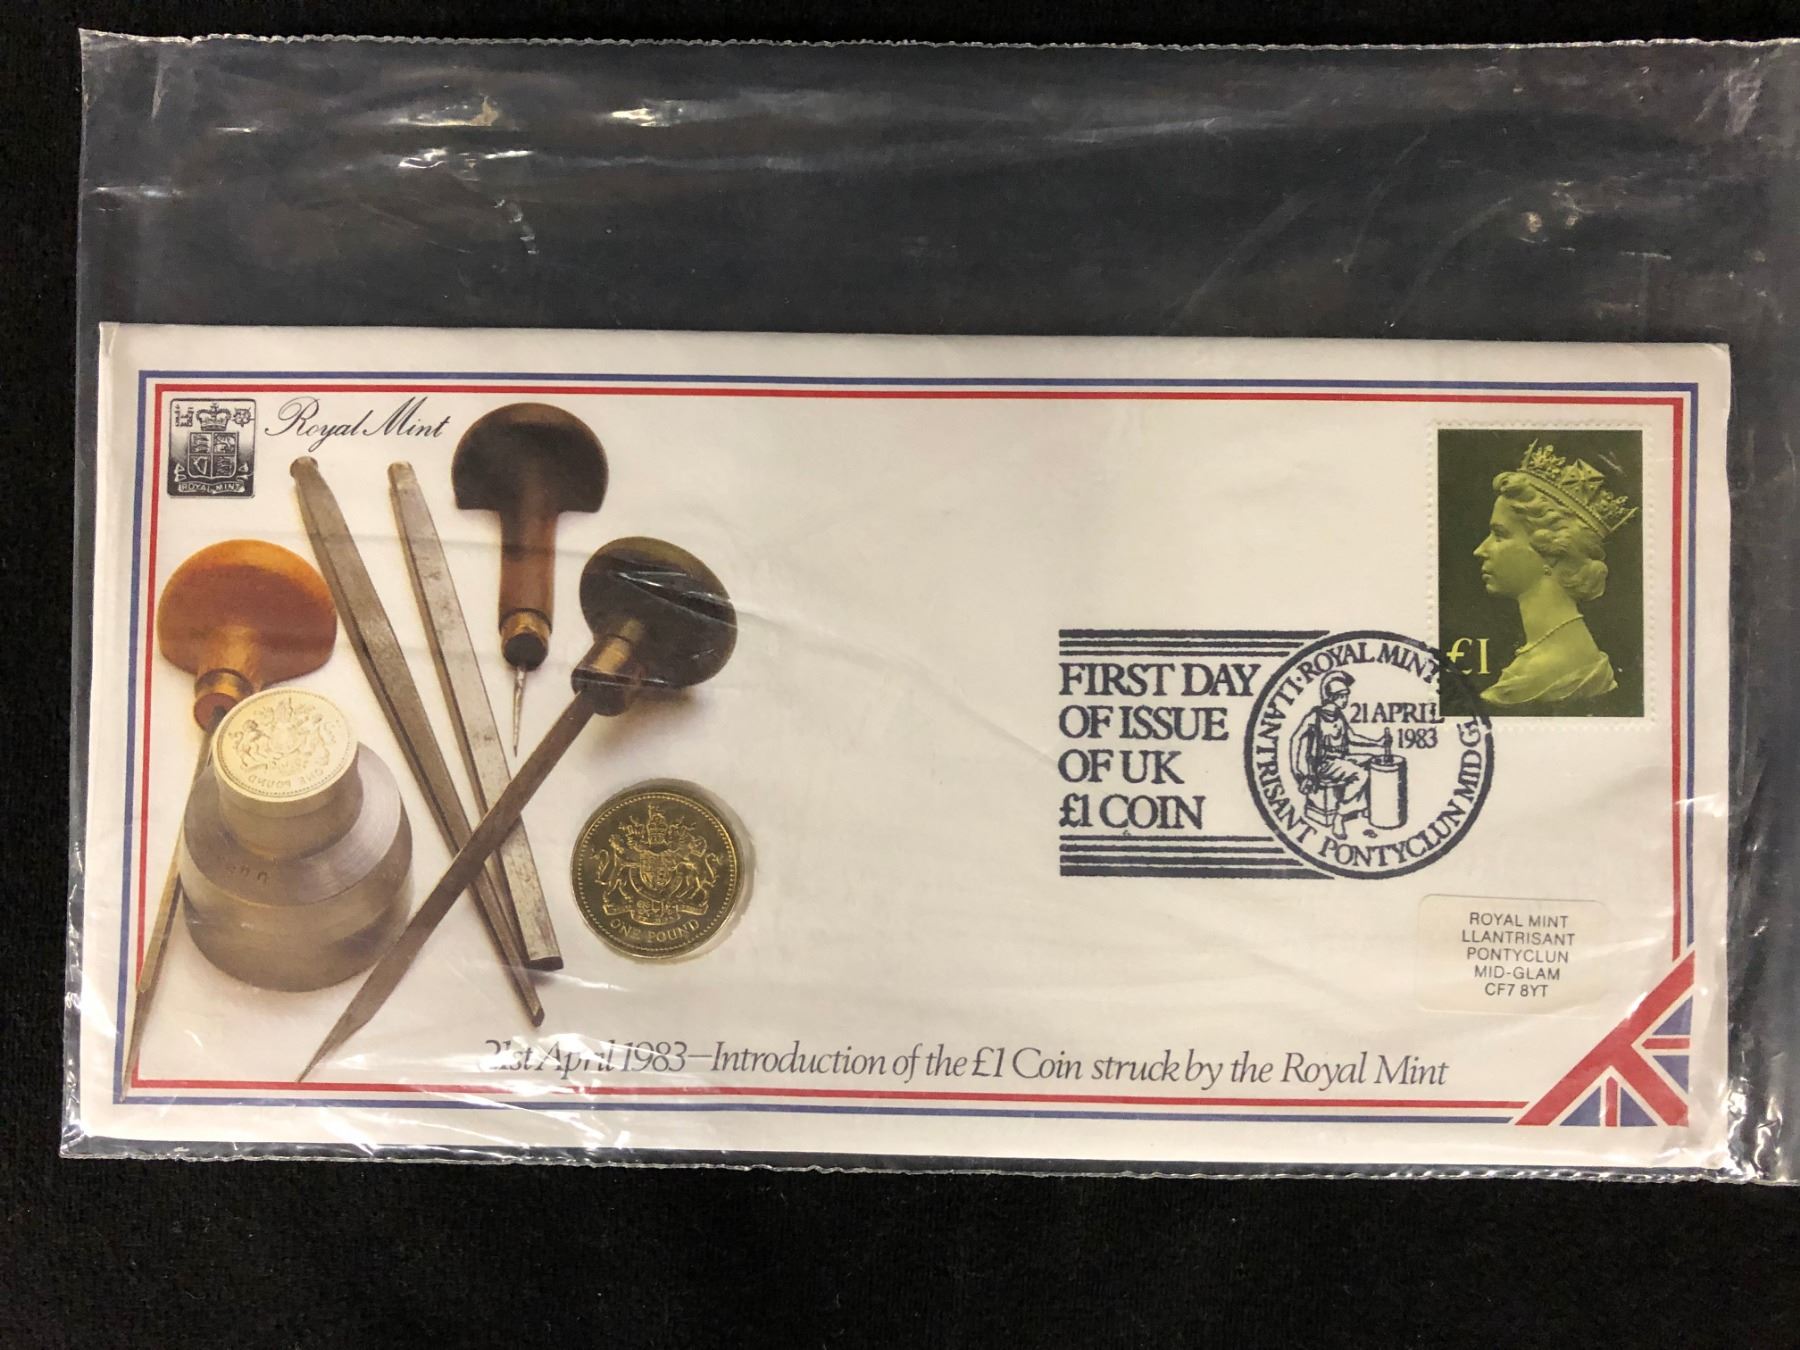 Royal Mint
ROYAL MINT
£1
FIRST DAY
OF ISSUE
OF UK
£1 COIN
LLANTRISANT · ROYAL MINT
21 APRIL
1983
PONTYCLUN MID G
ONE POUND
ONE POUND
ROYAL MINT
LLANTRISANT
PONTYCLUN
MID-GLAM
CF7 8YT
21st April 1983–Introduction of the £1 Coin struck by the Royal Mint